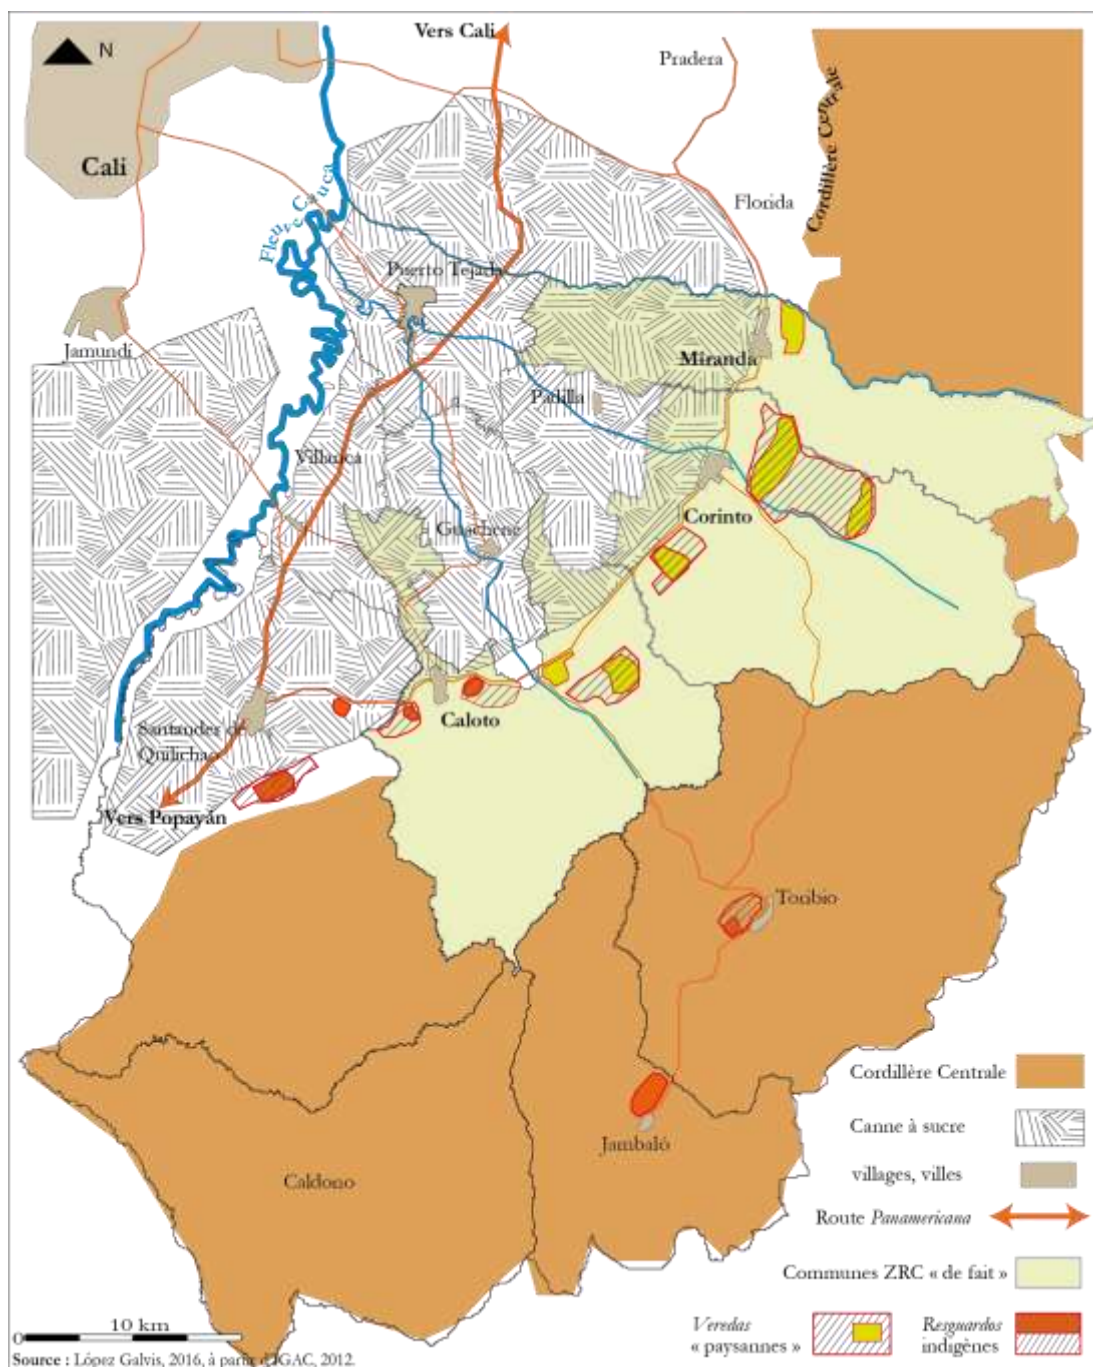 Vers Cali
N
Pradera
Cordillère Centrale
Cali
Florida
Fleuve Cauca
Puerto Tejada
Jamundí
Miranda
Padilla
Villarica
Corinto
Guachene
Caloto
Santander de
Quilichao
Vers Popayán
Toribio
Jambaló
Caldono
Cordillère Centrale
Canne à sucre
villages, villes
Route Panamericana
Communes ZRC « de fait »
Veredas
« paysannes »
Resguardos
indigènes
0 10 km
Source : López Galvis, 2016, à partir d'IGAC, 2012.